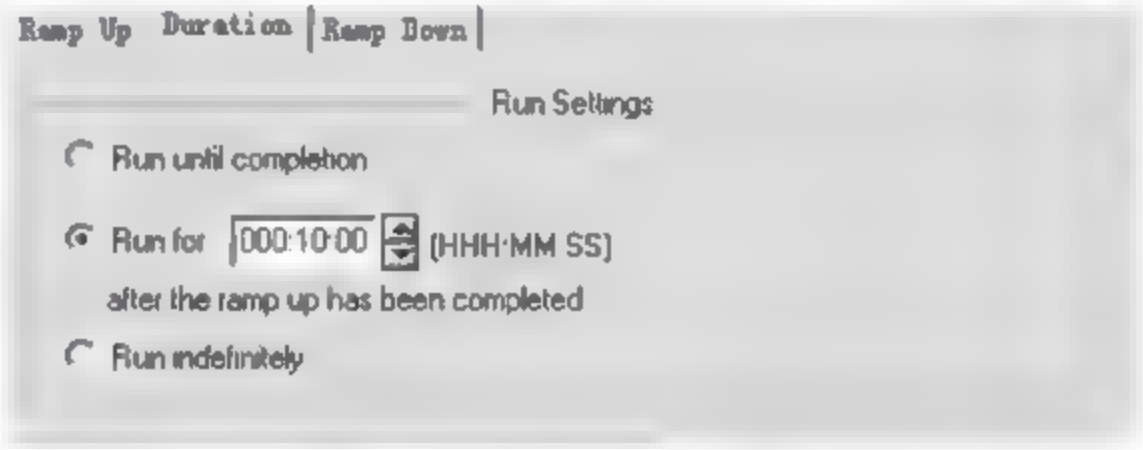 Ramp Up Duration Ramp Down
Run Settings
Run until completion
Run for 000:10:00 (HHH:MM SS)
after the ramp up has been completed
Run indefinitely